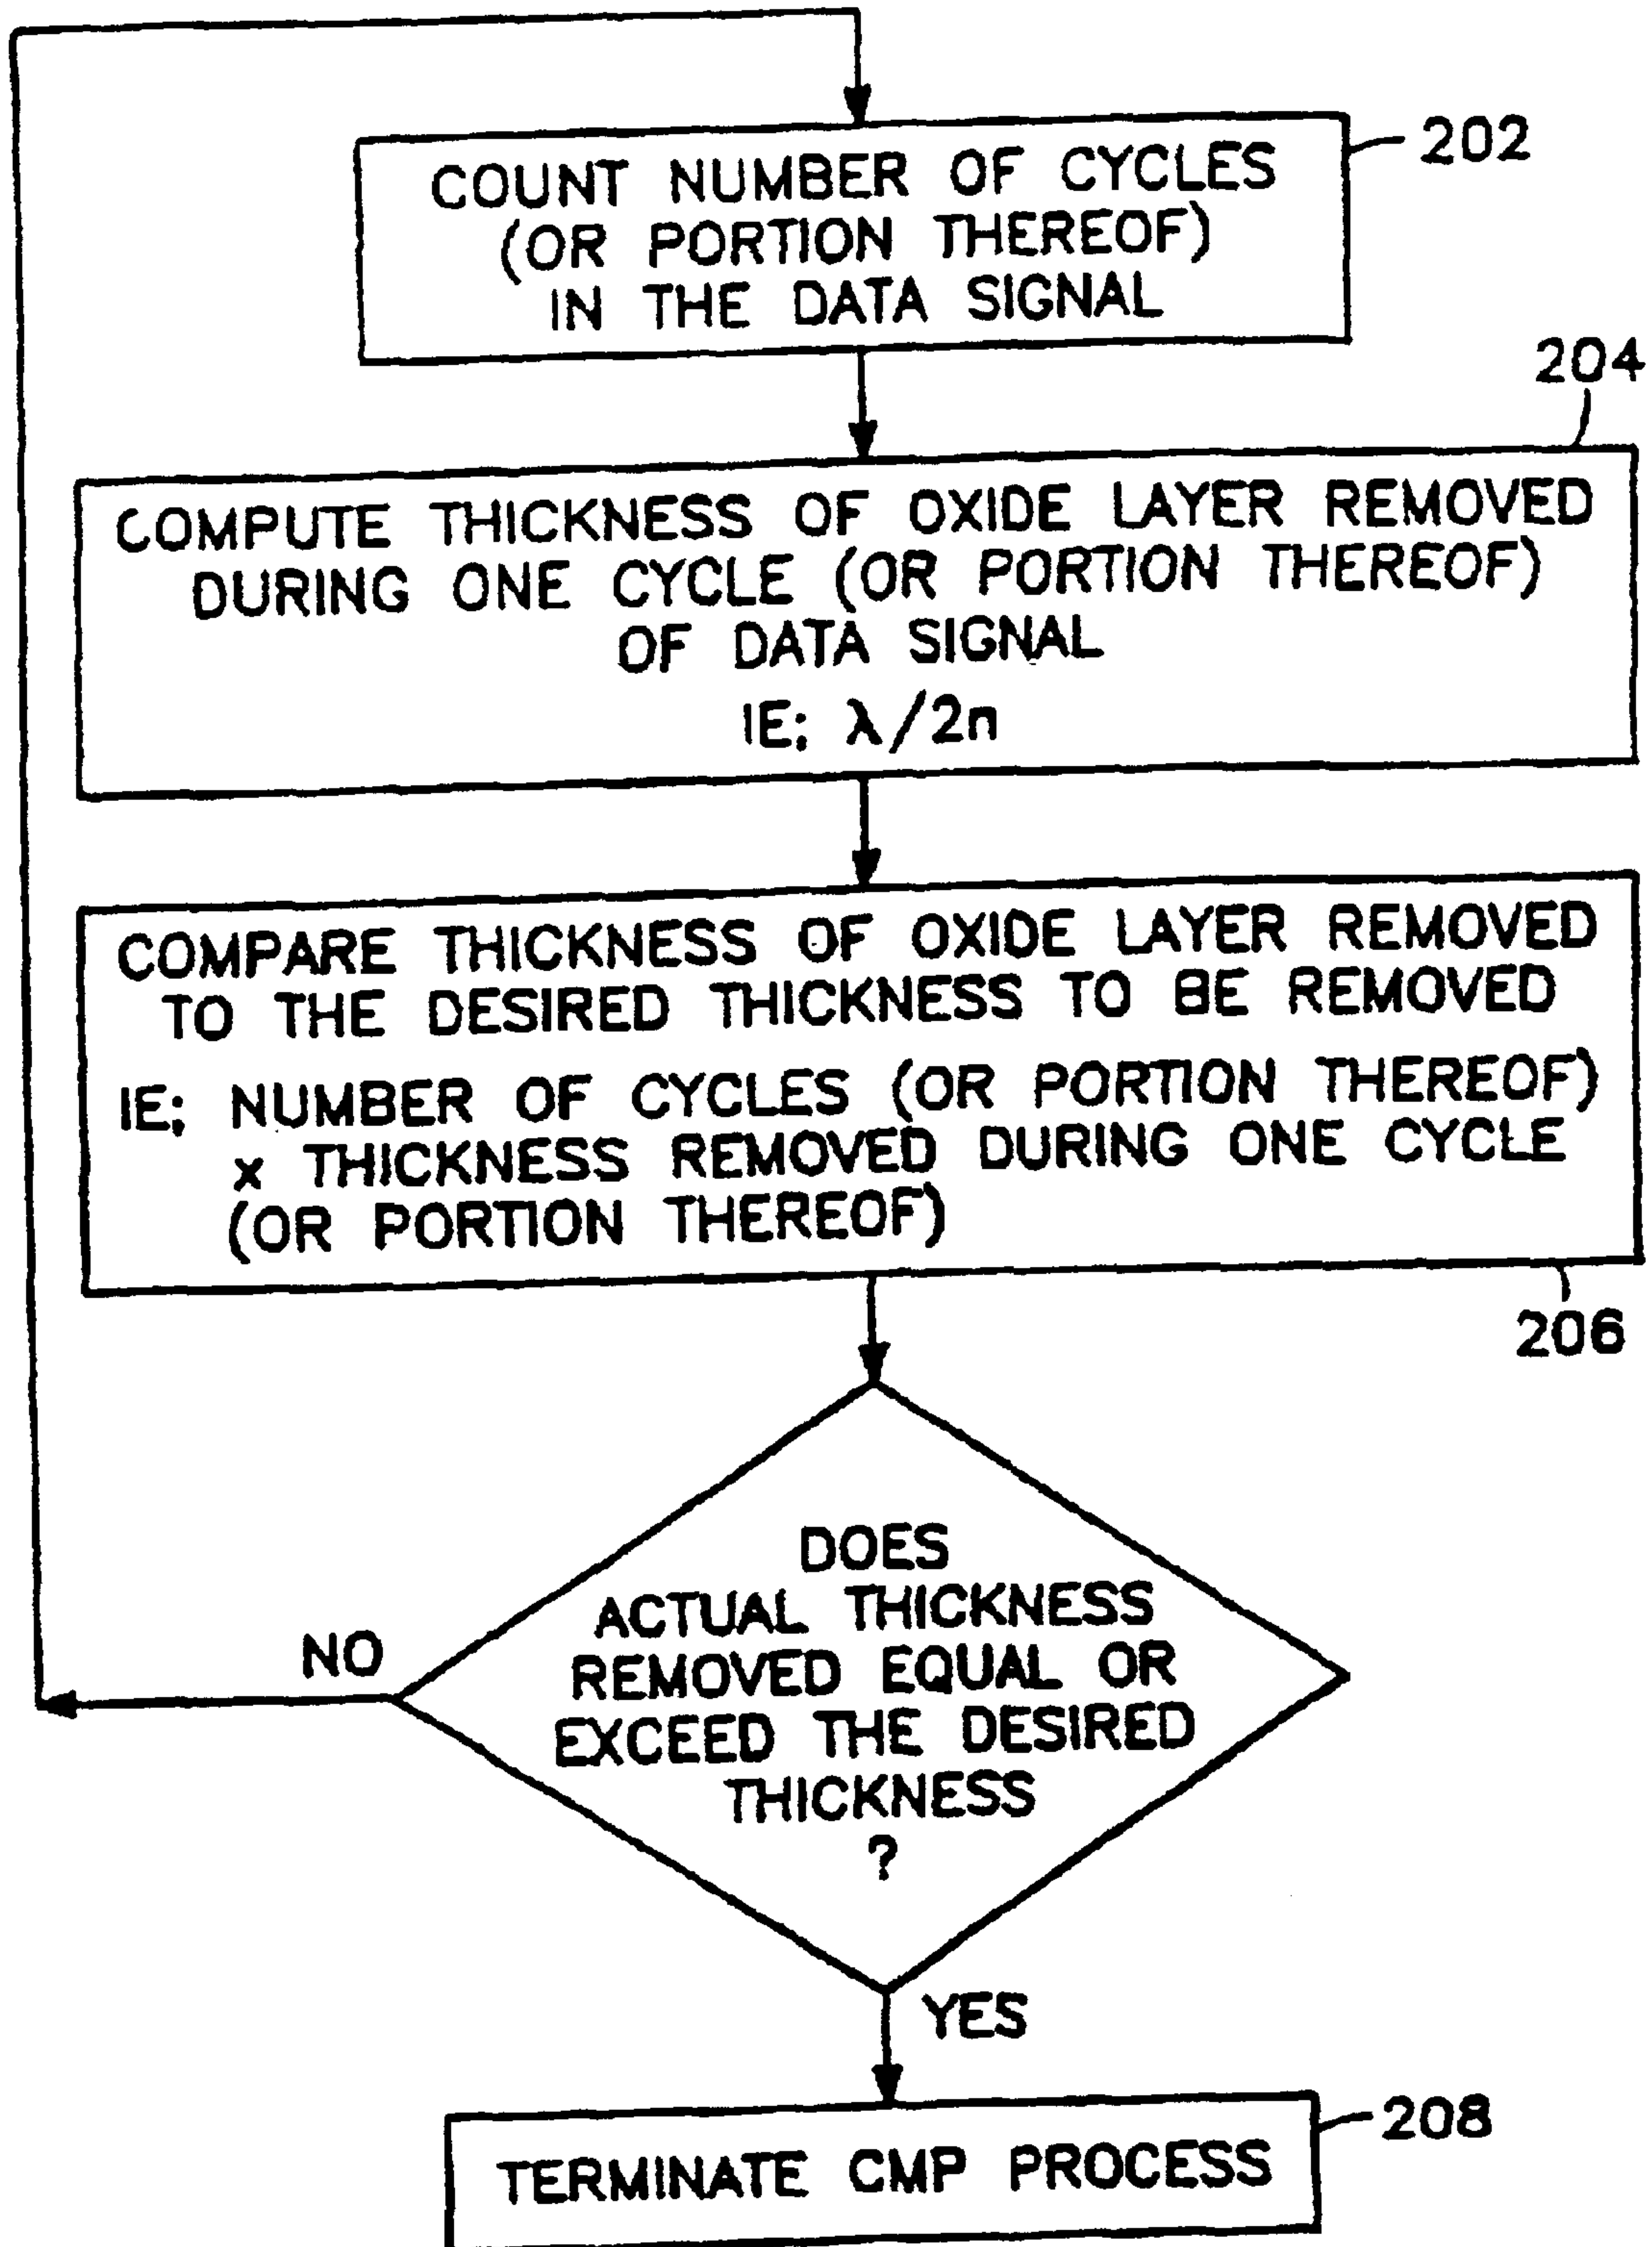 COUNT NUMBER OF CYCLES
(OR PORTION THEREOF)
IN THE DATA SIGNAL
202
204
COMPUTE THICKNESS OF OXIDE LAYER REMOVED
DURING ONE CYCLE (OR PORTION THEREOF)
OF DATA SIGNAL
IE; λ/2n
COMPARE THICKNESS OF OXIDE LAYER REMOVED
TO THE DESIRED THICKNESS TO BE REMOVED
IE; NUMBER OF CYCLES (OR PORTION THEREOF)
x THICKNESS REMOVED DURING ONE CYCLE
(OR PORTION THEREOF)
206
DOES
ACTUAL THICKNESS
REMOVED EQUAL OR
EXCEED THE DESIRED
THICKNESS
?
NO
YES
208
TERMINATE CMP PROCESS